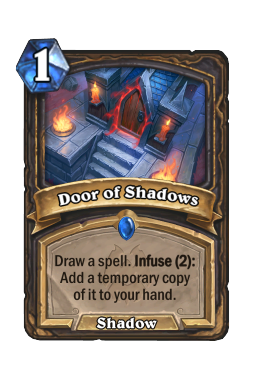 1
Door of Shadows
Draw a spell. Infuse (2):
Add a temporary copy
of it to your hand.
Shadow